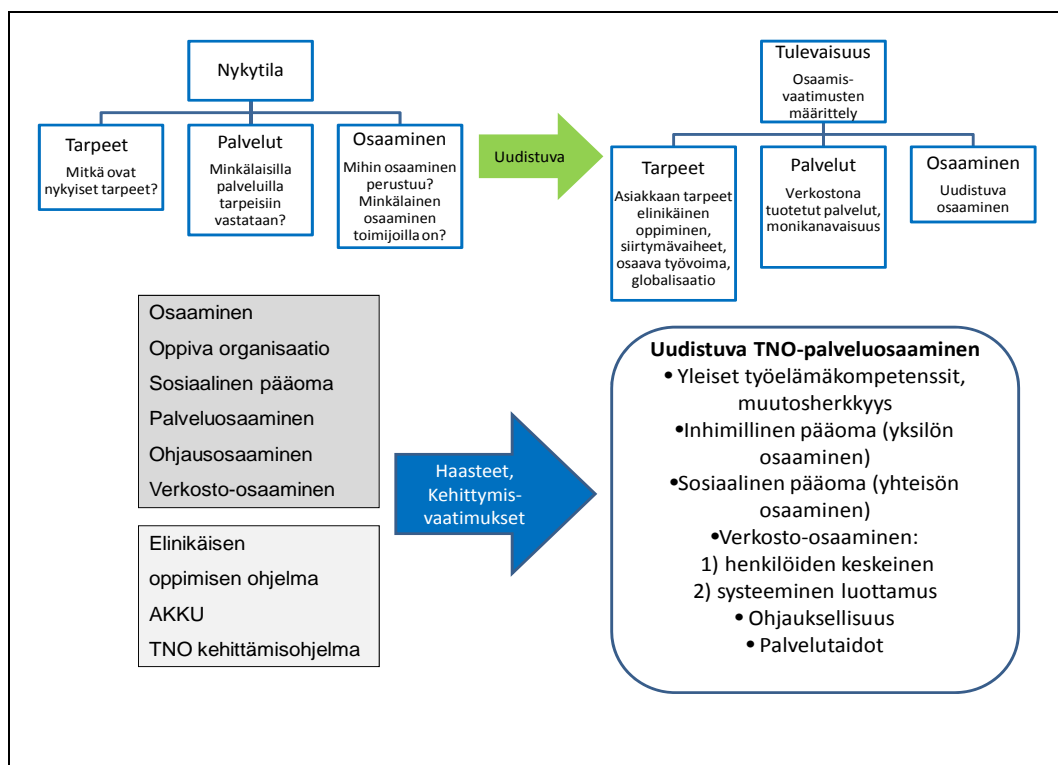 Nykytila
Tarpeet
Mitkä ovat
nykyiset tarpeet?
Palvelut
Minkälaisilla
palveluilla
tarpeisiin
vastataan?
Osaaminen
Mihin osaaminen
perustuu?
Minkälainen
osaaminen
toimijoilla on?
Uudistuva
Tulevaisuus
Osaamis-
vaatimusten
määrittely
Tarpeet
Asiakkaan tarpeet
elinikäinen
oppiminen,
siirtymävaiheet,
osaava työvoima,
globalisaatio
Palvelut
Verkostona
tuotetut palvelut,
monikanavaisuus
Osaaminen
Uudistuva
osaaminen
Osaaminen
Oppiva organisaatio
Sosiaalinen pääoma
Palveluosaaminen
Ohjausosaaminen
Verkosto-osaaminen
Elinikäisen
oppimisen ohjelma
AKKU
TNO kehittämisohjelma
Haasteet,
Kehittymis-
vaatimukset
Uudistuva TNO-palveluosaaminen
• Yleiset työelämäkompetenssit,
muutosherkkyys
•Inhimillinen pääoma (yksilön
osaaminen)
•Sosiaalinen pääoma (yhteisön
osaaminen)
•Verkosto-osaaminen:
1) henkilöiden keskeinen
2) systeeminen luottamus
• Ohjauksellisuus
• Palvelutaidot